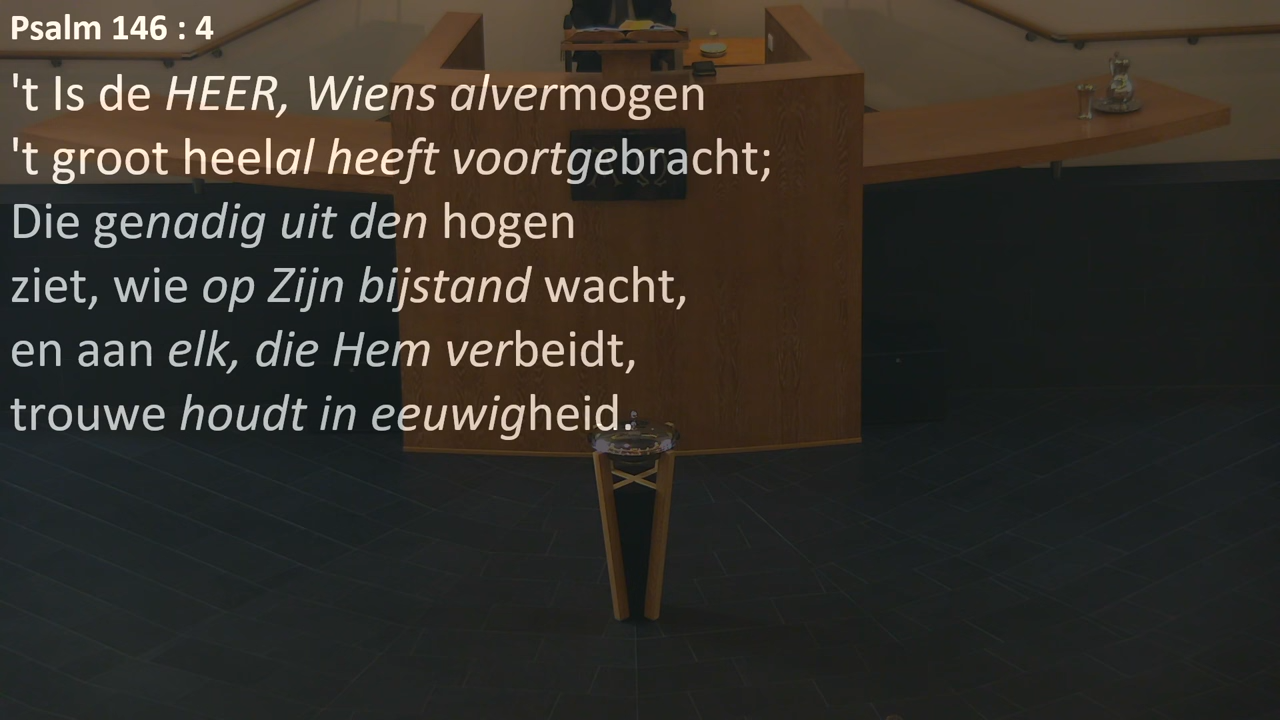 Psalm 146 : 4
't Is de HEER, Wiens alvermogen
't groot heelal heeft voortgebracht;
Die genadig uit den hogen
ziet, wie op Zijn bijstand wacht,
en aan elk, die Hem verbeidt,
trouwe houdt in eeuwigheid.